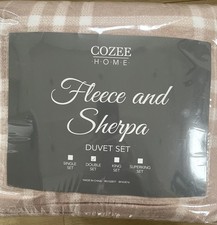 COZEE
HOME
Fleece and
Sherpa
DUVET SET
SINGLE SET
DOUBLE SET
KING SET
SUPERKING SET